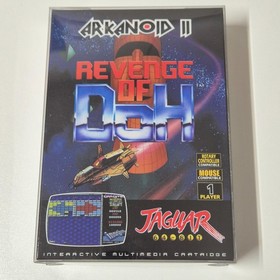 ARKANOID II
REVENGE
OF
DOH
ROTARY
CONTROLLER
COMPATIBLE
MOUSE
COMPATIBLE
1
PLAYER
JAGUAR
64-BIT
INTERACTIVE MULTIMEDIA CARTRIDGE